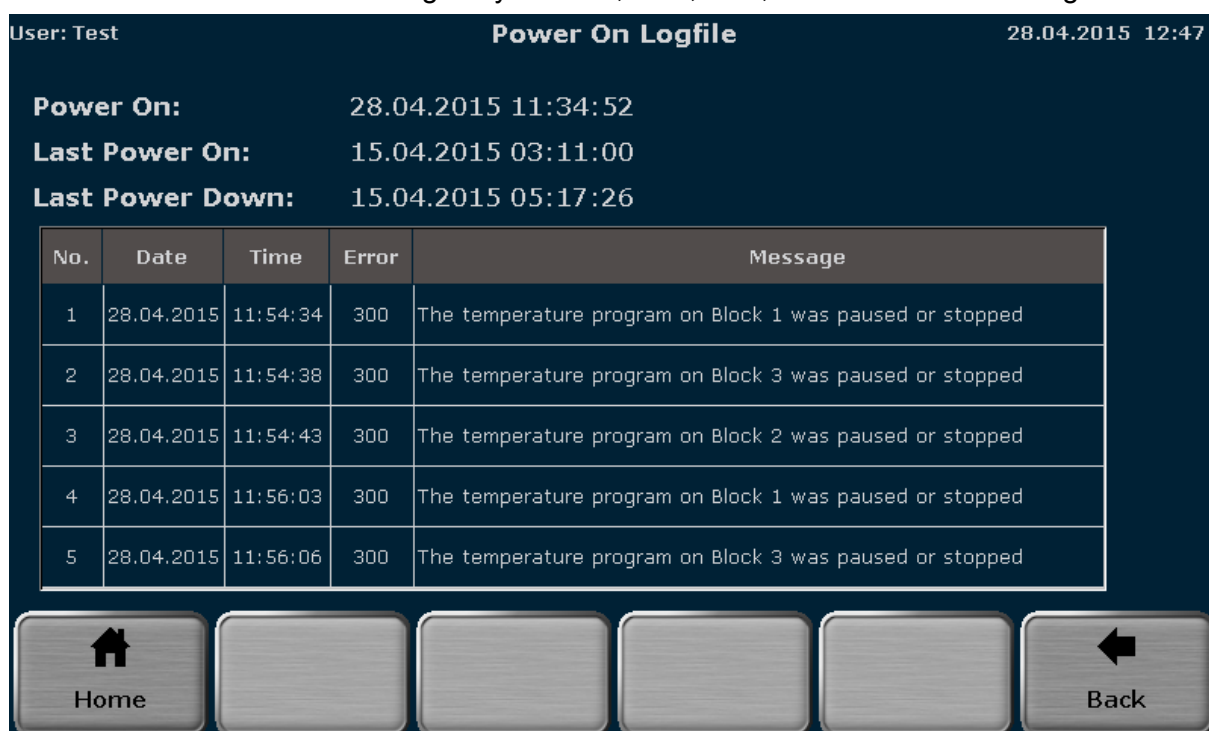 User: Test Power On Logfile 28.04.2015 12:47
Power On: 28.04.2015 11:34:52
Last Power On: 15.04.2015 03:11:00
Last Power Down: 15.04.2015 05:17:26
No. Date Time Error Message
1 28.04.2015 11:54:34 300 The temperature program on Block 1 was paused or stopped
2 28.04.2015 11:54:38 300 The temperature program on Block 3 was paused or stopped
3 28.04.2015 11:54:43 300 The temperature program on Block 2 was paused or stopped
4 28.04.2015 11:56:03 300 The temperature program on Block 1 was paused or stopped
5 28.04.2015 11:56:06 300 The temperature program on Block 3 was paused or stopped
Home Back